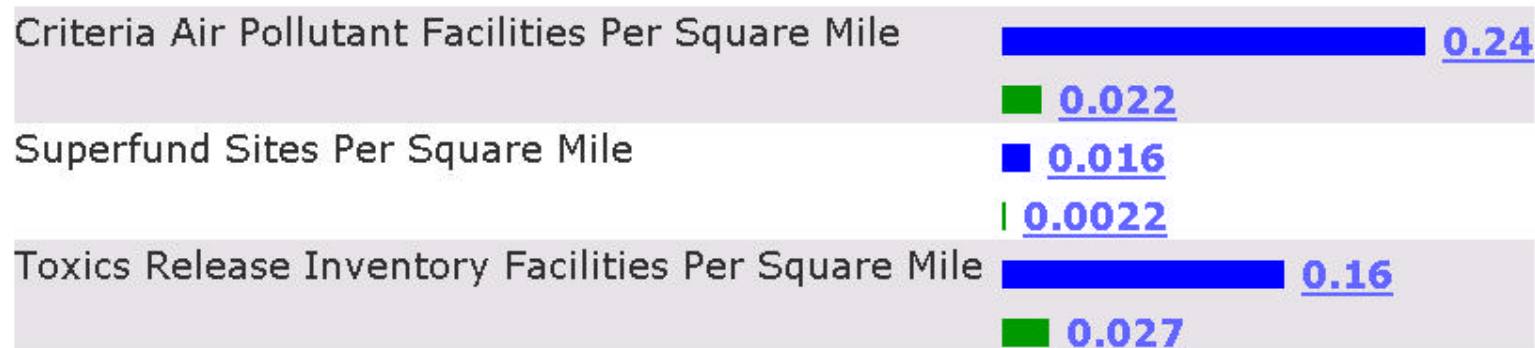 Criteria Air Pollutant Facilities Per Square Mile 0.24
0.022
Superfund Sites Per Square Mile 0.016
0.0022
Toxics Release Inventory Facilities Per Square Mile 0.16
0.027